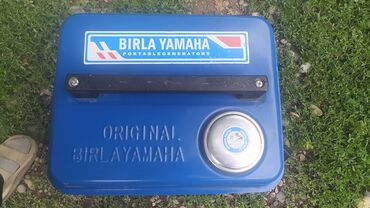 BIRLA YAMAHA
PORTABLEGENERATORS
ORIGINAL
BIRLAYAMAHA